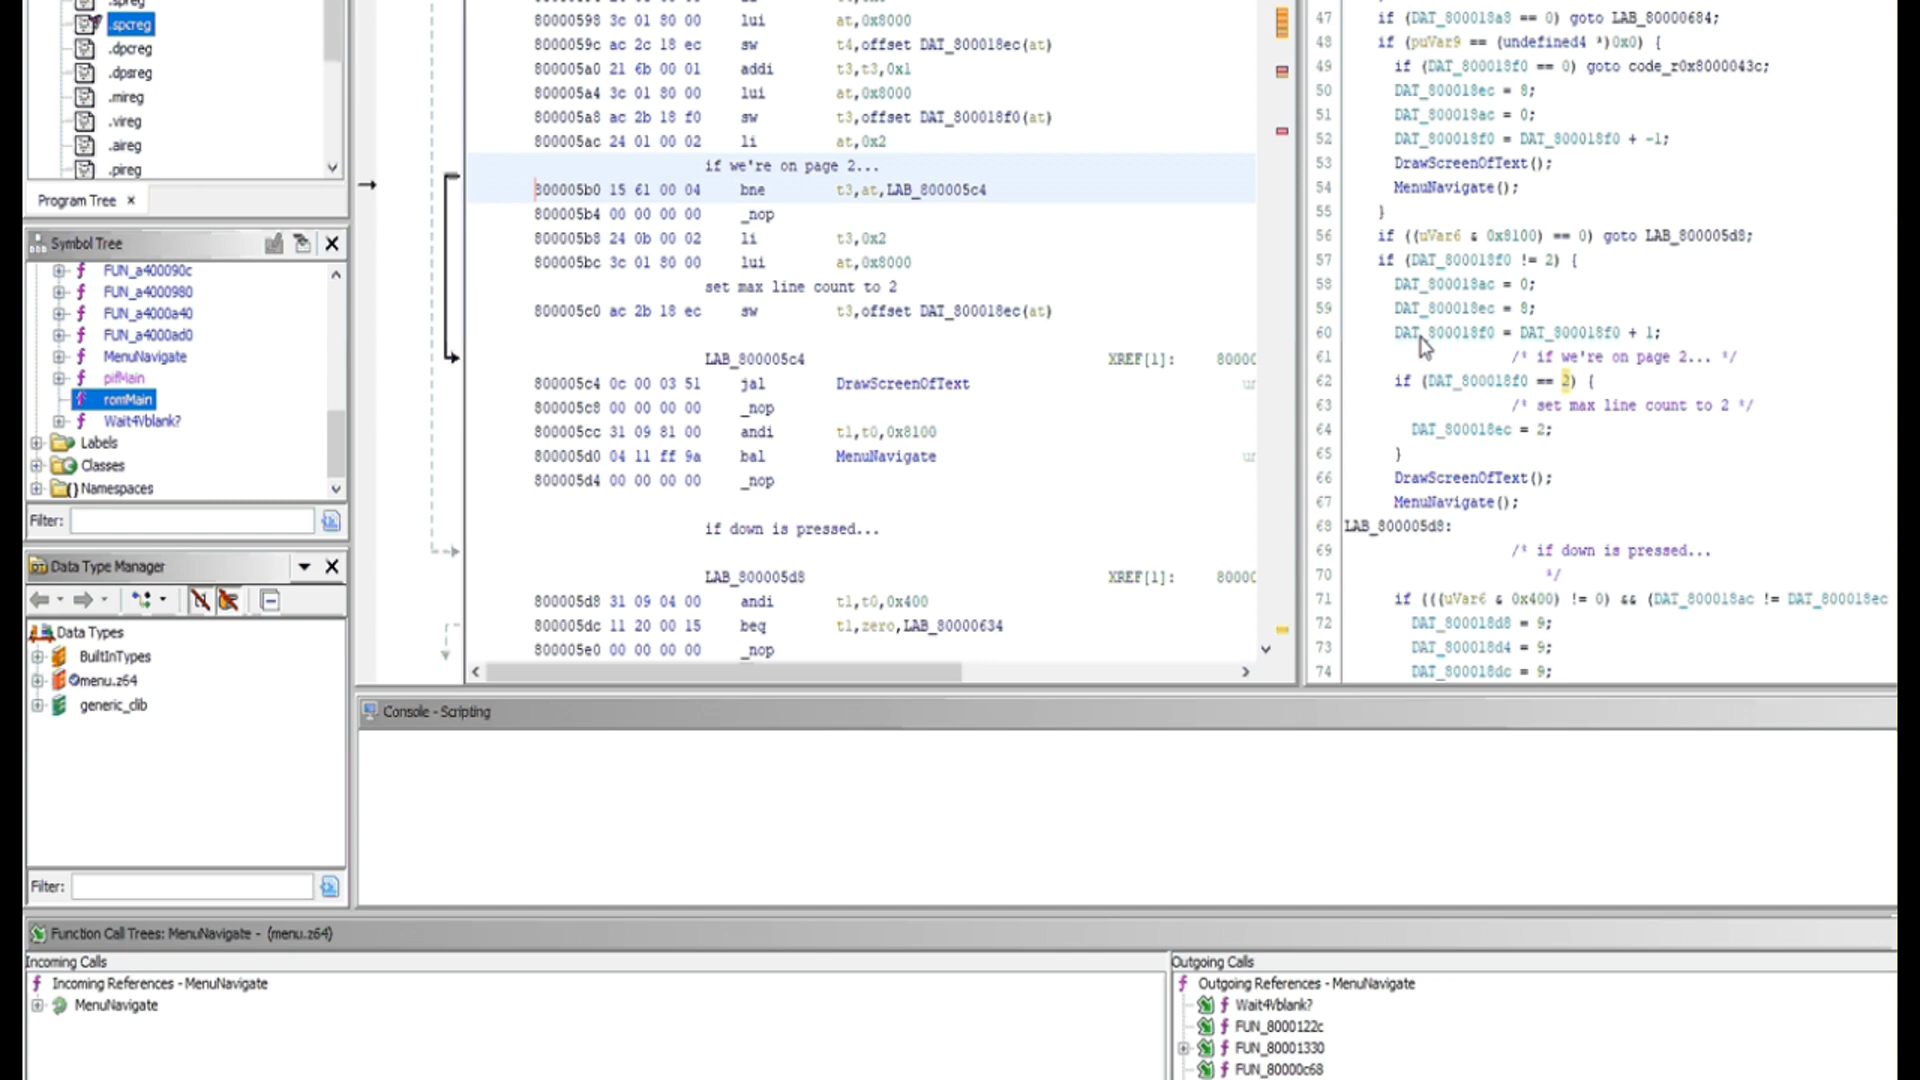 .spreg
.spcreg
.dpcreg
.dpsreg
.mireg
.vireg
.aireg
.pireg
Program Tree ×
Symbol Tree
FUN_a400090c
FUN_a4000980
FUN_a4000a40
FUN_a4000ad0
MenuNavigate
pifMain
romMain
Wait4Vblank?
Labels
Classes
Namespaces
Filter:
Data Type Manager
Data Types
BuiltInTypes
menu.z64
generic_clib
Filter:
80000598 3c 01 80 00 lui at,0x8000
8000059c ac 2c 18 ec sw t4,offset DAT_800018ec(at)
800005a0 21 6b 00 01 addi t3,t3,0x1
800005a4 3c 01 80 00 lui at,0x8000
800005a8 ac 2b 18 f0 sw t3,offset DAT_800018f0(at)
800005ac 24 01 00 02 li at,0x2
if we're on page 2...
800005b0 15 61 00 04 bne t3,at,LAB_800005c4
800005b4 00 00 00 00 _nop
800005b8 24 0b 00 02 li t3,0x2
800005bc 3c 01 80 00 lui at,0x8000
set max line count to 2
800005c0 ac 2b 18 ec sw t3,offset DAT_800018ec(at)
LAB_800005c4 XREF[1]: 80000
800005c4 0c 00 03 51 jal DrawScreenOfText
800005c8 00 00 00 00 _nop
800005cc 31 09 81 00 andi t1,t0,0x8100
800005d0 04 11 ff 9a bal MenuNavigate
800005d4 00 00 00 00 _nop
if down is pressed...
LAB_800005d8 XREF[1]: 80000
800005d8 31 09 04 00 andi t1,t0,0x400
800005dc 11 20 00 15 beq t1,zero,LAB_80000634
800005e0 00 00 00 00 _nop
47 if (DAT_800018a8 == 0) goto LAB_80000684;
48 if (puVar9 == (undefined4 *)0x0) {
49 if (DAT_800018f0 == 0) goto code_r0x8000043c;
50 DAT_800018ec = 8;
51 DAT_800018ac = 0;
52 DAT_800018f0 = DAT_800018f0 + -1;
53 DrawScreenOfText();
54 MenuNavigate();
55 }
56 if ((uVar6 & 0x8100) == 0) goto LAB_800005d8;
57 if (DAT_800018f0 != 2) {
58 DAT_800018ac = 0;
59 DAT_800018ec = 8;
60 DAT_800018f0 = DAT_800018f0 + 1;
61 /* if we're on page 2... */
62 if (DAT_800018f0 == 2) {
63 /* set max line count to 2 */
64 DAT_800018ec = 2;
65 }
66 DrawScreenOfText();
67 MenuNavigate();
68 LAB_800005d8:
69 /* if down is pressed...
70 */
71 if (((uVar6 & 0x400) != 0) && (DAT_800018ac != DAT_800018ec
72 DAT_800018d8 = 9;
73 DAT_800018d4 = 9;
74 DAT_800018dc = 9;
Console - Scripting
Function Call Trees: MenuNavigate - (menu.z64)
Incoming Calls
Incoming References - MenuNavigate
MenuNavigate
Outgoing Calls
Outgoing References - MenuNavigate
Wait4Vblank?
FUN_8000122c
FUN_80001330
FUN_80000c68